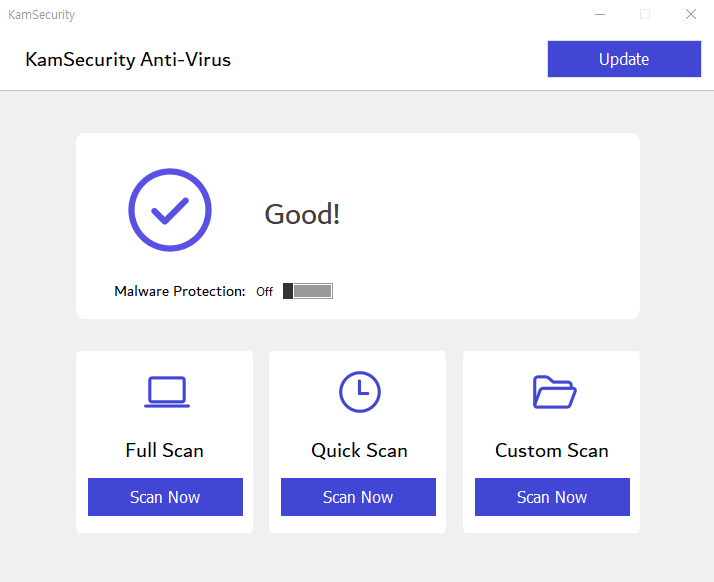 KamSecurity
KamSecurity Anti-Virus
Update
Good!
Malware Protection: Off
Full Scan
Quick Scan
Custom Scan
Scan Now
Scan Now
Scan Now